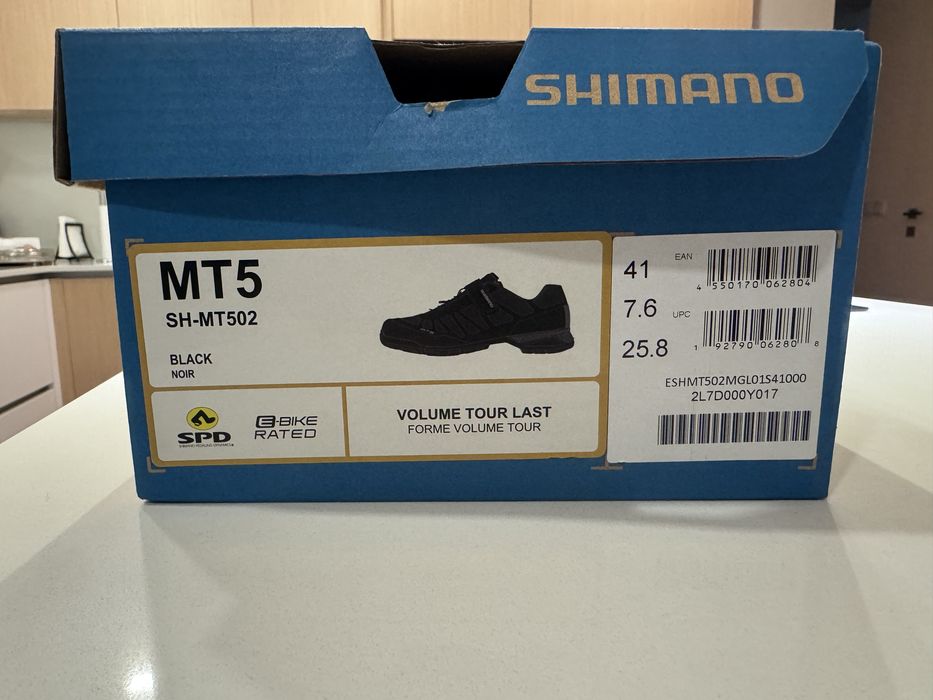 SHIMANO
MT5
SH-MT502
BLACK
NOIR
SPD
E-BIKE
RATED
VOLUME TOUR LAST
FORME VOLUME TOUR
41
EAN
4 550170 062804
7.6
UPC
1 92790 06280 8
25.8
ESHMT502MGL01S41000
2L7D000Y017